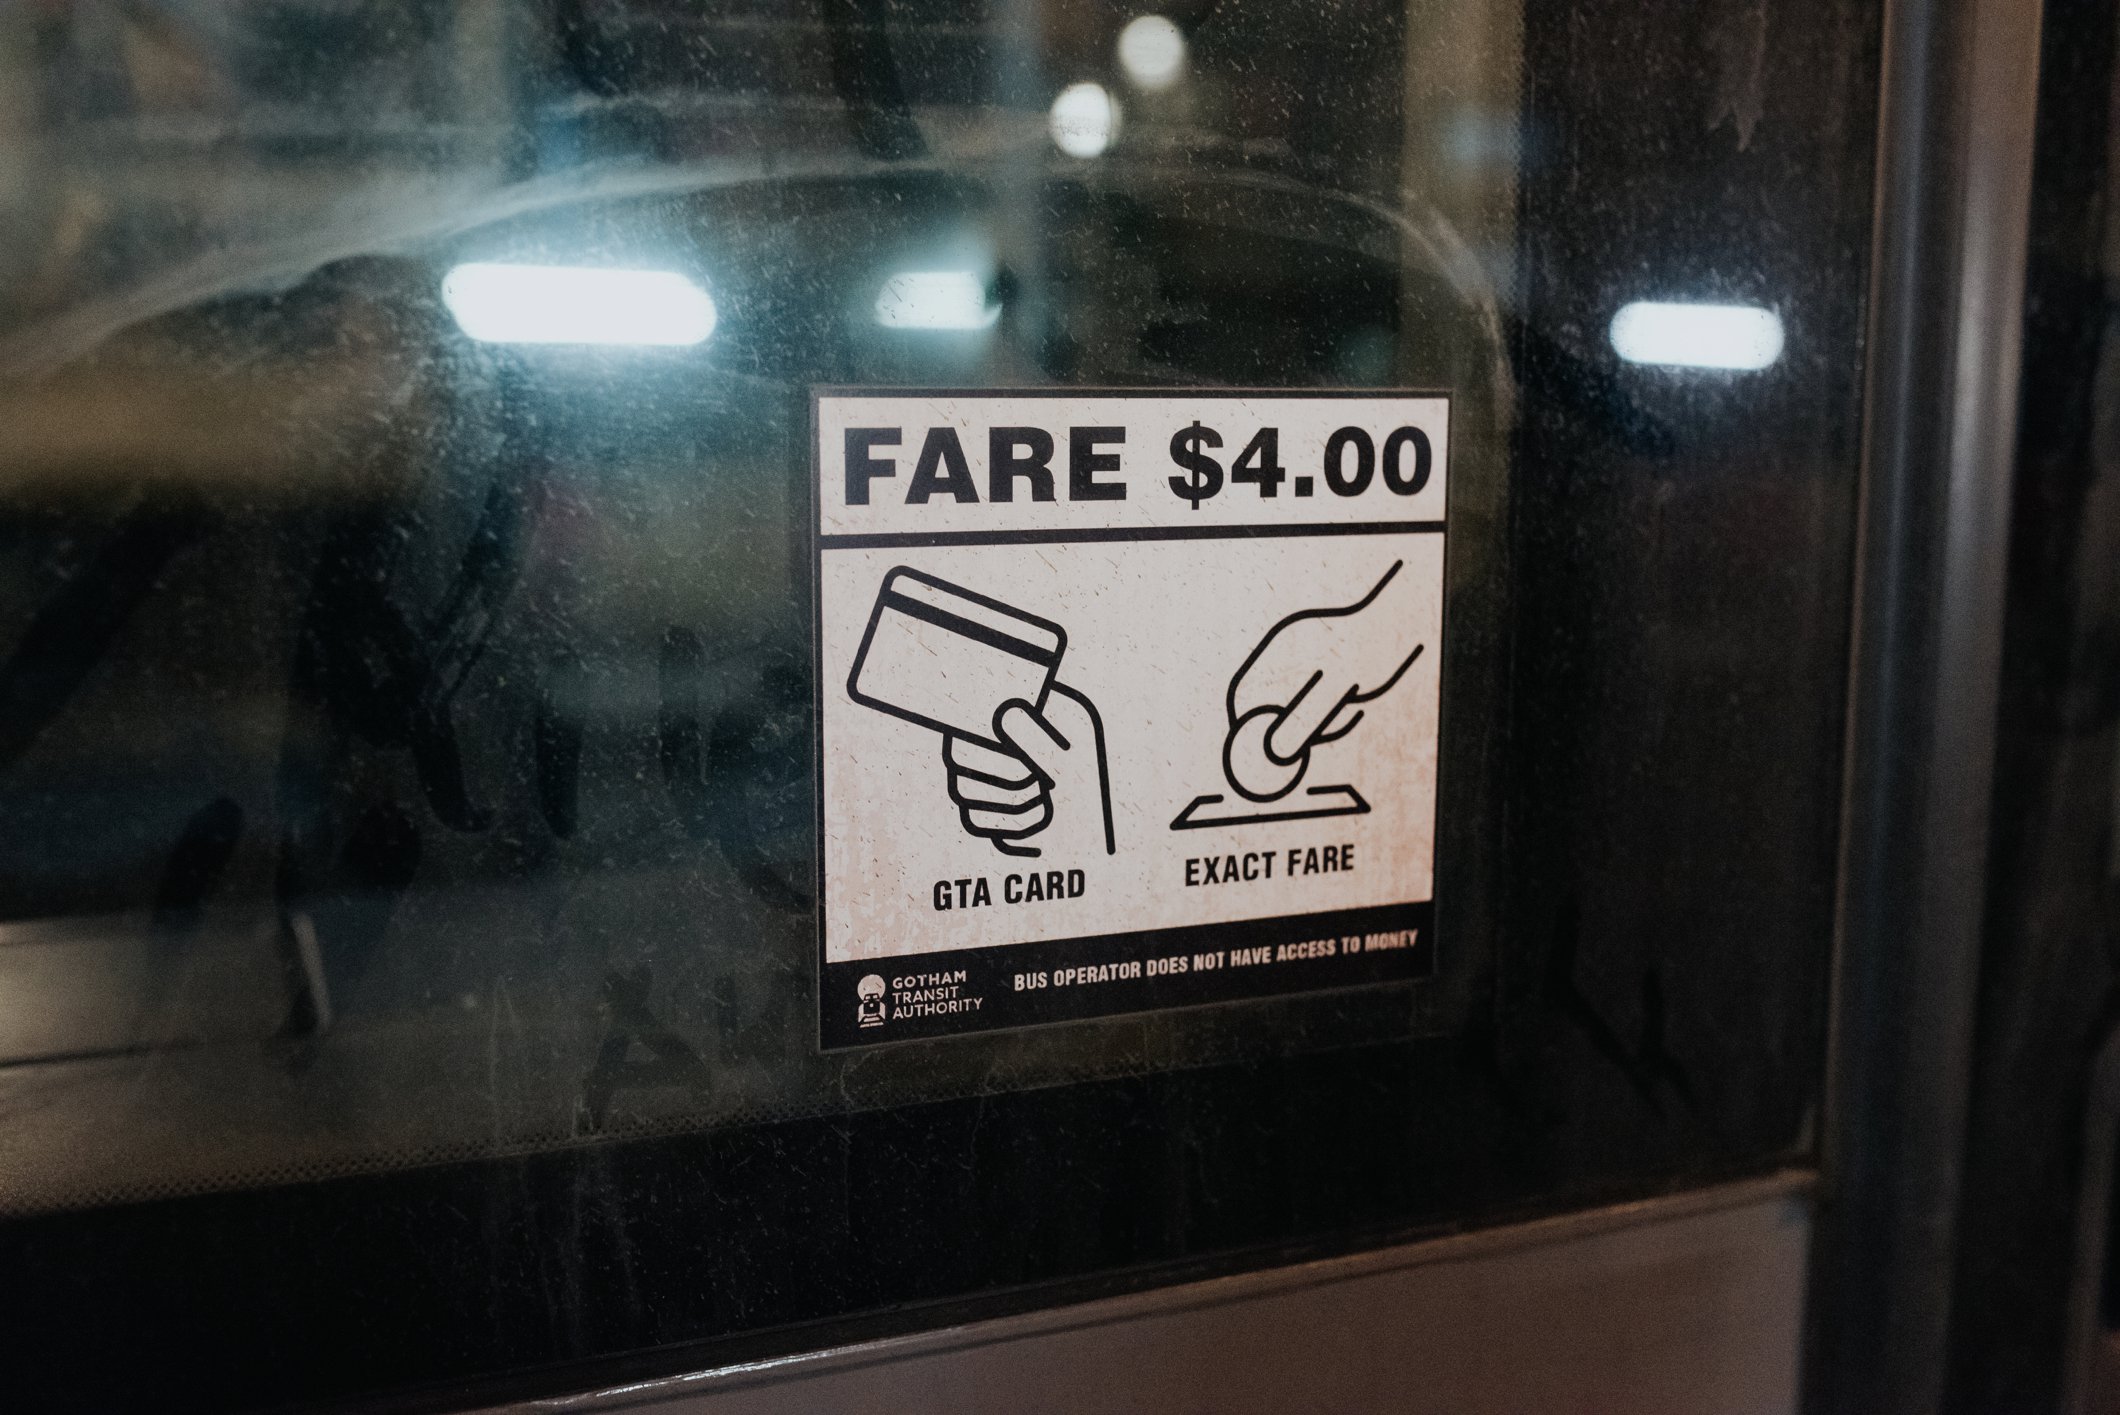 FARE $4.00
GTA CARD
EXACT FARE
GOTHAM
TRANSIT
AUTHORITY
BUS OPERATOR DOES NOT HAVE ACCESS TO MONEY